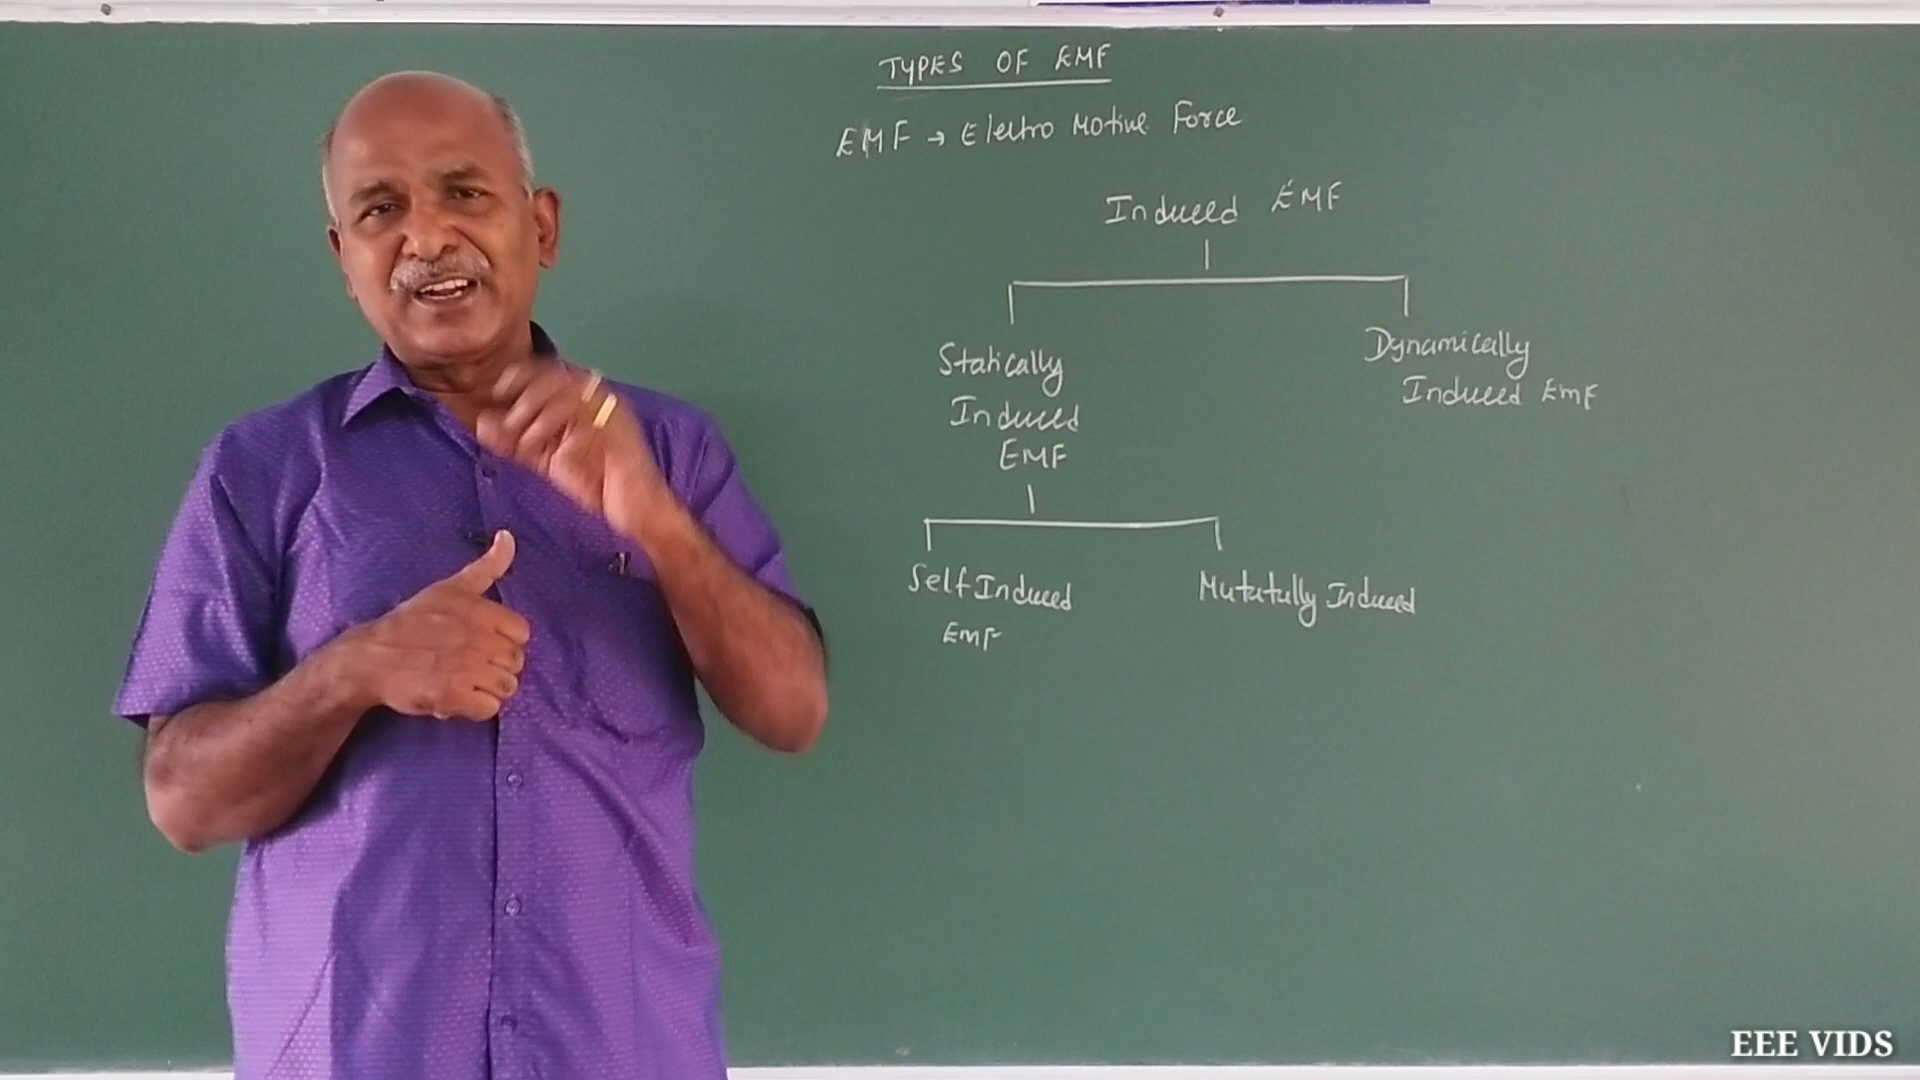 TYPES OF EMF
EMF → Electro Motive Force
Induced EMF
Statically
Induced
EMF
Dynamically
Induced EMF
Self Induced
EMF
Mutatully Induced
EEE VIDS